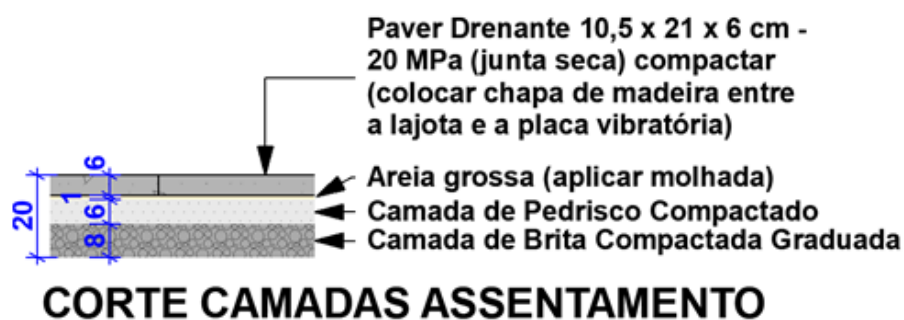 Paver Drenante 10,5 x 21 x 6 cm -
20 MPa (junta seca) compactar
(colocar chapa de madeira entre
a lajota e a placa vibratória)
Areia grossa (aplicar molhada)
Camada de Pedrisco Compactado
Camada de Brita Compactada Graduada
6
1
6
8
20
CORTE CAMADAS ASSENTAMENTO